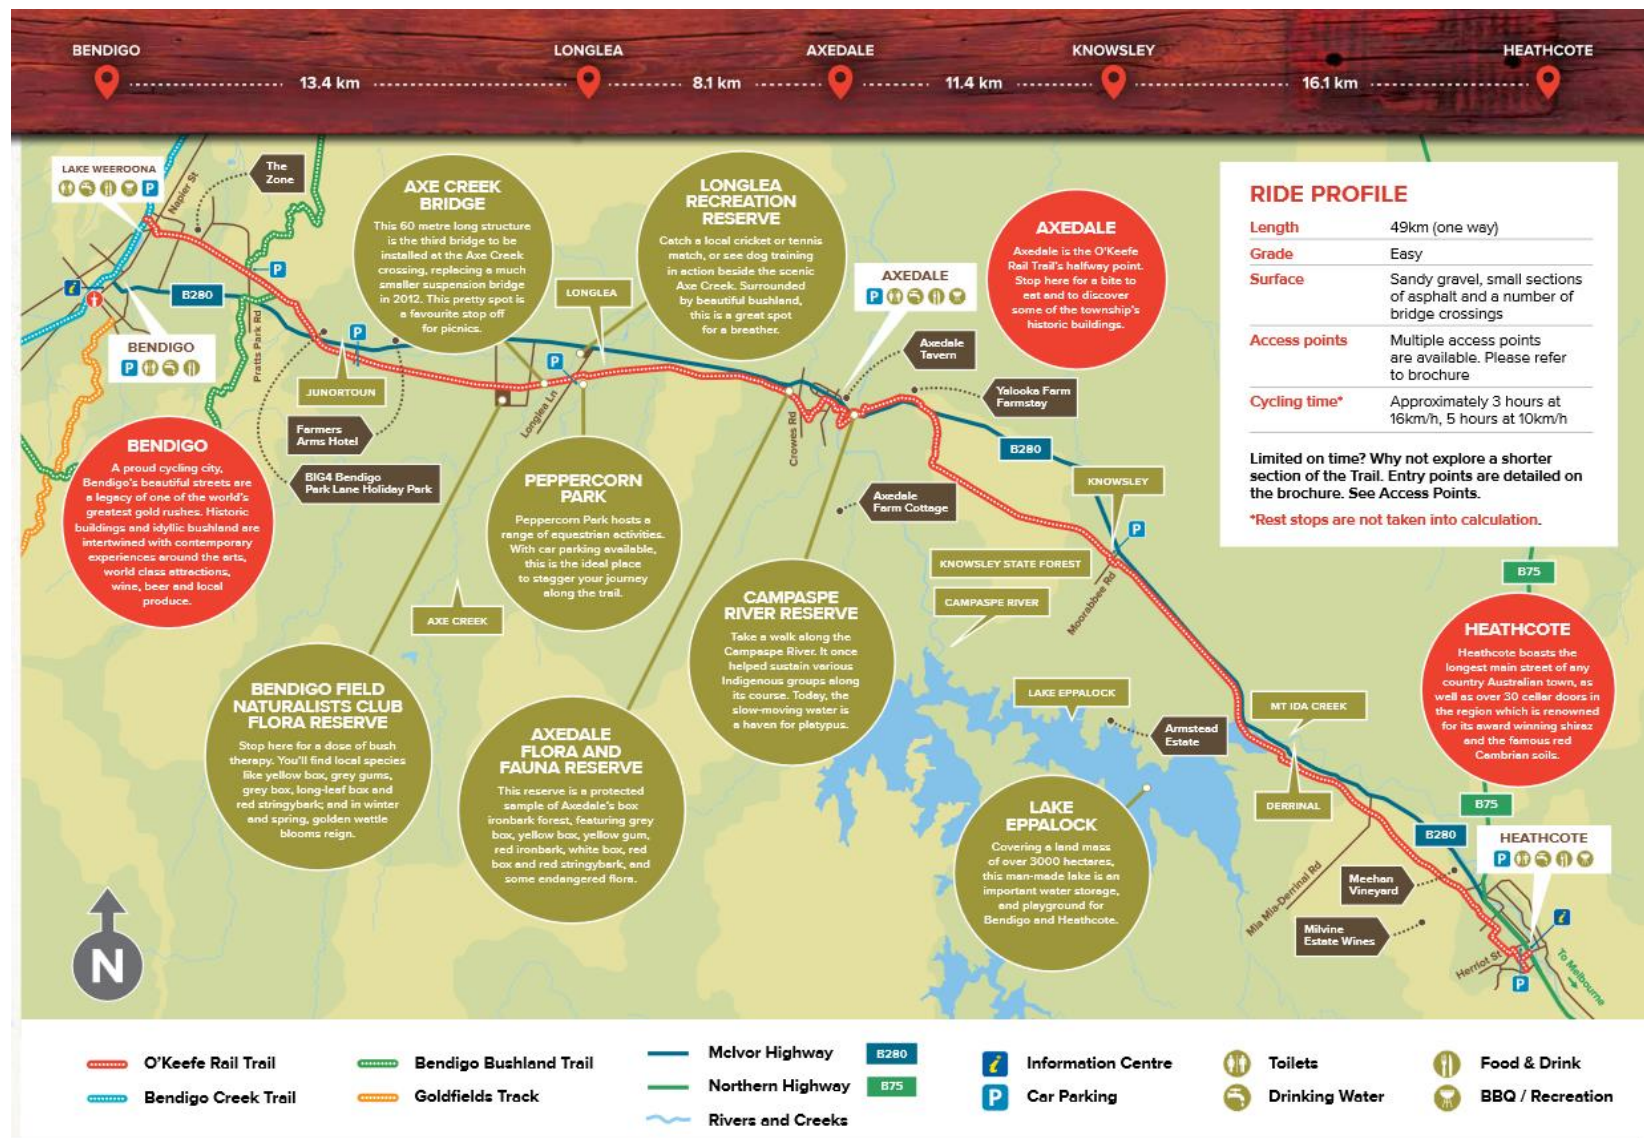 BENDIGO
LONGLEA
AXEDALE
KNOWSLEY
HEATHCOTE
13.4 km
8.1 km
11.4 km
16.1 km
LAKE WEEROONA
P
Napier St
The
Zone
AXE CREEK
BRIDGE
This 60 metre long structure
is the third bridge to be
installed at the Axe Creek
crossing, replacing a much
smaller suspension bridge
in 2012. This pretty spot is
a favourite stop off
for picnics.
LONGLEA
RECREATION
RESERVE
Catch a local cricket or tennis
match, or see dog training
in action beside the scenic
Axe Creek. Surrounded
by beautiful bushland,
this is a great spot
for a breather.
AXEDALE
Axedale is the O'Keefe
Rail Trail's halfway point.
Stop here for a bite to
eat and to discover
some of the township's
historic buildings.
RIDE PROFILE
Length 49km (one way)
Grade Easy
Surface Sandy gravel, small sections
of asphalt and a number of
bridge crossings
Access points Multiple access points
are available. Please refer
to brochure
Cycling time* Approximately 3 hours at
16km/h, 5 hours at 10km/h
Limited on time? Why not explore a shorter
section of the Trail. Entry points are detailed on
the brochure. See Access Points.
*Rest stops are not taken into calculation.
P
i
B280
BENDIGO
P
Pratts Park Rd
P
JUNORTOUN
LONGLEA
P
Longlea Ln
AXEDALE
P
Axedale
Tavern
Yalooka Farm
Farmstay
Crowes Rd
B280
KNOWSLEY
P
Farmers
Arms Hotel
BIG4 Bendigo
Park Lane Holiday Park
BENDIGO
A proud cycling city,
Bendigo's beautiful streets are
a legacy of one of the world's
greatest gold rushes. Historic
buildings and idyllic bushland are
intertwined with contemporary
experiences around the arts,
world class attractions,
wine, beer and local
produce.
PEPPERCORN
PARK
Peppercorn Park hosts a
range of equestrian activities.
With car parking available,
this is the ideal place
to stagger your journey
along the trail.
Axedale
Farm Cottage
KNOWSLEY STATE FOREST
CAMPASPE RIVER
Moorabbee Rd
B75
AXE CREEK
CAMPASPE
RIVER RESERVE
Take a walk along the
Campaspe River. It once
helped sustain various
Indigenous groups along
its course. Today, the
slow-moving water is
a haven for platypus.
HEATHCOTE
Heathcote boasts the
longest main street of any
country Australian town, as
well as over 30 cellar doors in
the region which is renowned
for its award winning shiraz
and the famous red
Cambrian soils.
BENDIGO FIELD
NATURALISTS CLUB
FLORA RESERVE
Stop here for a dose of bush
therapy. You'll find local species
like yellow box, grey gums,
grey box, long-leaf box and
red stringybark; and in winter
and spring, golden wattle
blooms reign.
AXEDALE
FLORA AND
FAUNA RESERVE
This reserve is a protected
sample of Axedale's box
ironbark forest, featuring grey
box, yellow box, yellow gum,
red ironbark, white box, red
box and red stringybark, and
some endangered flora.
LAKE EPPALOCK
Armstead
Estate
MT IDA CREEK
DERRINAL
LAKE
EPPALOCK
Covering a land mass
of over 3000 hectares,
this man-made lake is an
important water storage,
and playground for
Bendigo and Heathcote.
B75
B280
HEATHCOTE
P
Mia Mia-Derrinal Rd
Meehan
Vineyard
Milvine
Estate Wines
i
Herriot St
P
To Melbourne
N
O'Keefe Rail Trail
Bendigo Creek Trail
Bendigo Bushland Trail
Goldfields Track
McIvor Highway B280
Northern Highway B75
Rivers and Creeks
i Information Centre
P Car Parking
Toilets
Drinking Water
Food & Drink
BBQ / Recreation